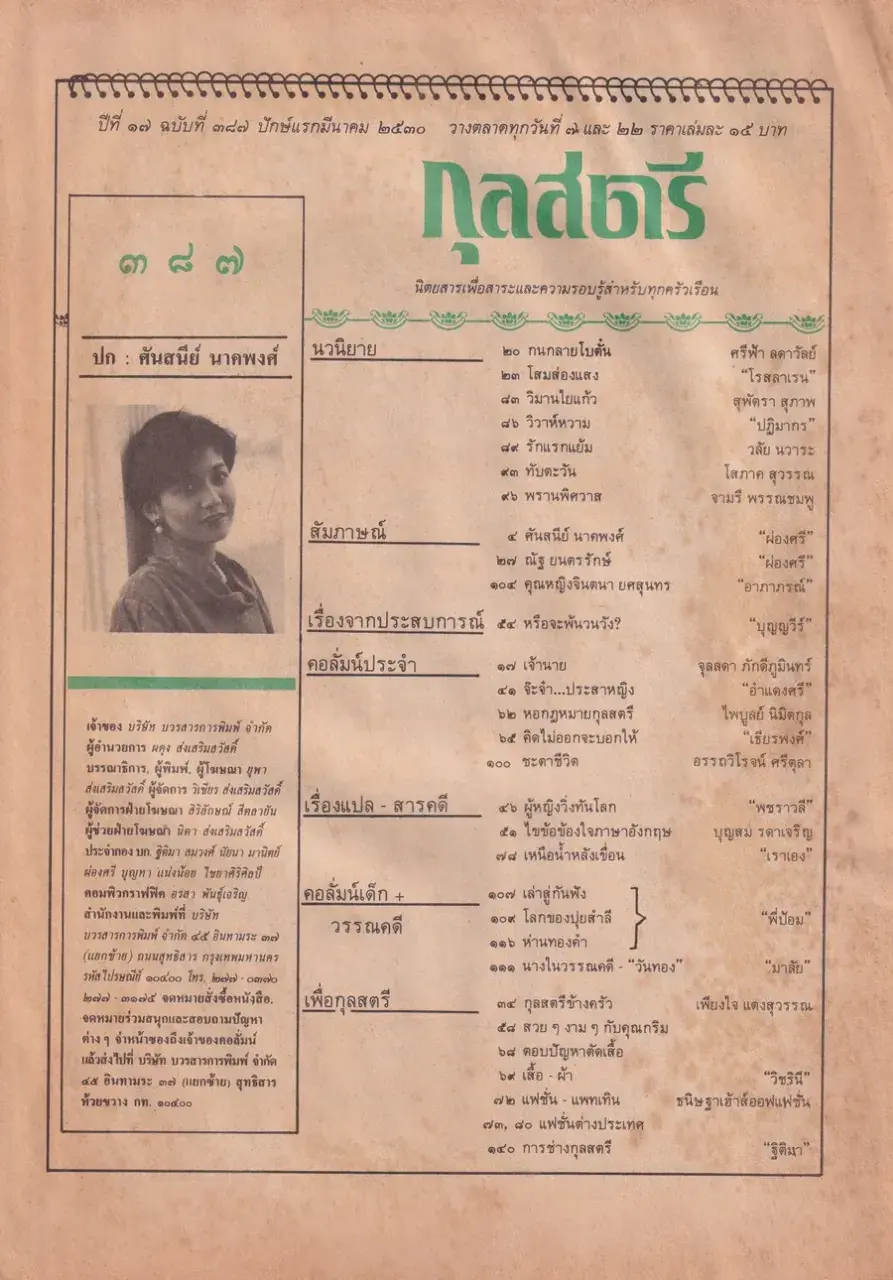 ปีที่ ๑๗ ฉบับที่ ๓๘๗ ปักษ์แรกมีนาคม ๒๕๓๐ วางตลาดทุกวันที่ ๗ และ ๒๒ ราคาเล่มละ ๑๕ บาท
กุลสตรี
นิตยสารเพื่อสาระและความรอบรู้สำหรับทุกครัวเรือน
๓ ๘ ๗
ปก : ศันสนีย์ นาคพงศ์
เจ้าของ บริษัท บวรสารการพิมพ์ จำกัด
ผู้อำนวยการ ผดุง ส่งเสริมสวัสดิ์
บรรณาธิการ, ผู้พิมพ์, ผู้โฆษณา ยุพา
ส่งเสริมสวัสดิ์ ผู้จัดการ วิเชียร ส่งเสริมสวัสดิ์
ผู้จัดการฝ่ายโฆษณา สิริลักษณ์ สีตลายัน
ผู้ช่วยฝ่ายโฆษณา นิดา ส่งเสริมสวัสดิ์
ประจำกอง บก. ฐิติมา สมวงศ์ นัยนา มานิตย์
ผ่องศรี บุญทา แน่งน้อย ไชยาศิริศิลป์
คอมพิวกราฟฟิค อรสา พันธุ์เจริญ
สำนักงานและพิมพ์ที่ บริษัท
บวรสารการพิมพ์ จำกัด ๔๕ อินทามระ ๓๗
(แยกซ้าย) ถนนสุทธิสาร กรุงเทพมหานคร
รหัสไปรษณีย์ ๑๐๔๐๐ โทร. ๒๗๗ - ๐๓๗๐
๒๗๗ - ๓๑๗๕ จดหมายสั่งซื้อหนังสือ,
จดหมายร่วมสนุกและสอบถามปัญหา
ต่าง ๆ จ่าหน้าซองถึงเจ้าของคอลัมน์
แล้วส่งไปที่ บริษัท บวรสารการพิมพ์ จำกัด
๔๕ อินทามระ ๓๗ (แยกซ้าย) สุทธิสาร
ห้วยขวาง กท. ๑๐๔๐๐
นวนิยาย
๒๐ กนกลายโบตั๋น ศรีฟ้า ลดาวัลย์
๒๓ โสมส่องแสง "โรสลาเรน"
๘๓ วิมานใยแก้ว สุพัตรา สุภาพ
๘๖ วิวาห์หวาม "ปฏิมากร"
๘๙ รักแรกแย้ม วลัย นวาระ
๙๓ ทับตะวัน โสภาค สุวรรณ
๙๖ พรานพิศวาส จามรี พรรณชมพู
สัมภาษณ์
๔ ศันสนีย์ นาคพงศ์ "ผ่องศรี"
๒๗ ณัฐ ยนตรรักษ์ "ผ่องศรี"
๑๐๔ คุณหญิงจินตนา ยศสุนทร "อาภาภรณ์"
เรื่องจากประสบการณ์ ๕๔ หรือจะพ้นวนวัง? "บุญญวีร์"
คอลั่มน์ประจำ
๑๗ เจ้านาย จุลลดา ภักดีภูมินทร์
๔๑ จ๊ะจ๋า...ประสาหญิง "อำแดงศรี"
๖๒ หอกฎหมายกุลสตรี ไพบูลย์ นิมิตกุล
๖๕ คิดไม่ออกจะบอกให้ "เธียรพงศ์"
๑๐๐ ชะตาชีวิต อรรถวิโรจน์ ศรีตุลา
เรื่องแปล - สารคดี
๔๖ ผู้หญิงวิ่งทันโลก "พชราวลี"
๕๑ ไขข้อข้องใจภาษาอังกฤษ บุญสม รดาเจริญ
๗๘ เหนือน้ำหลังเขื่อน "เราเอง"
คอลั่มน์เด็ก +
วรรณคดี
๑๐๗ เล่าสู่กันฟัง
๑๐๙ โลกของปุยสำลี "พี่ป้อม"
๑๑๖ ห่านทองคำ
๑๑๑ นางในวรรณคดี - "วันทอง" "มาลัย"
เพื่อกุลสตรี
๓๔ กุลสตรีข้างครัว เพียงใจ แดงสุวรรณ
๕๘ สวย ๆ งาม ๆ กับคุณกริม
๖๘ ตอบปัญหาตัดเสื้อ
๖๙ เสื้อ - ผ้า "วิชรินี"
๗๒ แฟชั่น - แพทเทิน ชนิษฐาเฮ้าส์ออฟแฟชั่น
๗๓, ๘๐ แฟชั่นต่างประเทศ
๑๔๐ การช่างกุลสตรี "ฐิติมา"